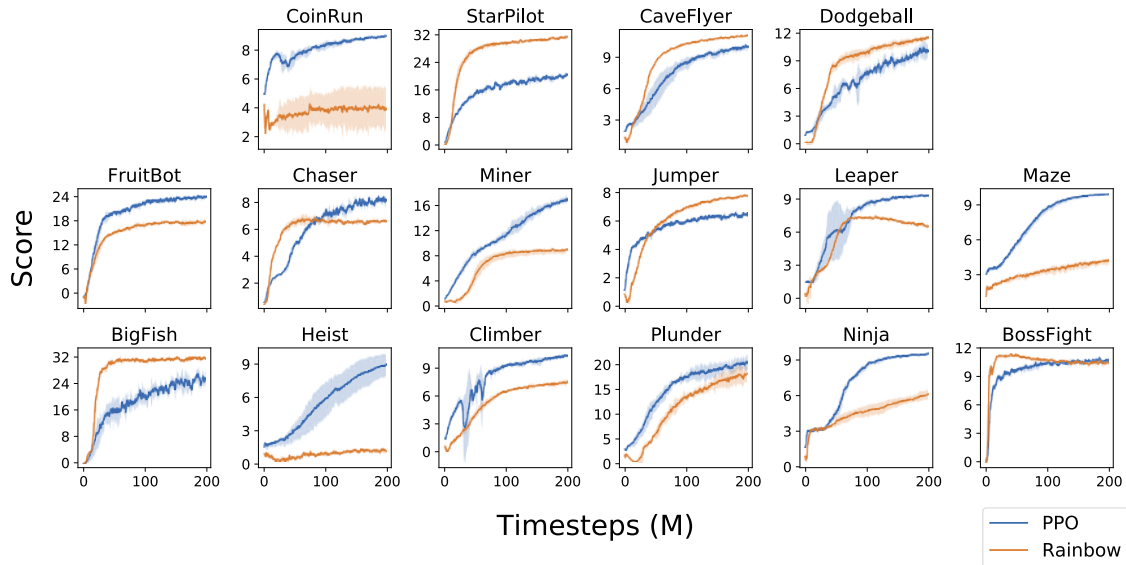 CoinRun StarPilot CaveFlyer Dodgeball
8 6 4 2
32 24 16 8 0
9 6 3
12 9 6 3 0
FruitBot Chaser Miner Jumper Leaper Maze
24 18 12 6 0
8 6 4 2
16 12 8 4 0
8 6 4 2 0
9 6 3 0
9 6 3
Score
BigFish Heist Climber Plunder Ninja BossFight
32 24 16 8 0
9 6 3 0
9 6 3 0
20 15 10 5 0
9 6 3 0
12 9 6 3 0
0 100 200 0 100 200 0 100 200 0 100 200 0 100 200 0 100 200
Timesteps (M)
PPO
Rainbow